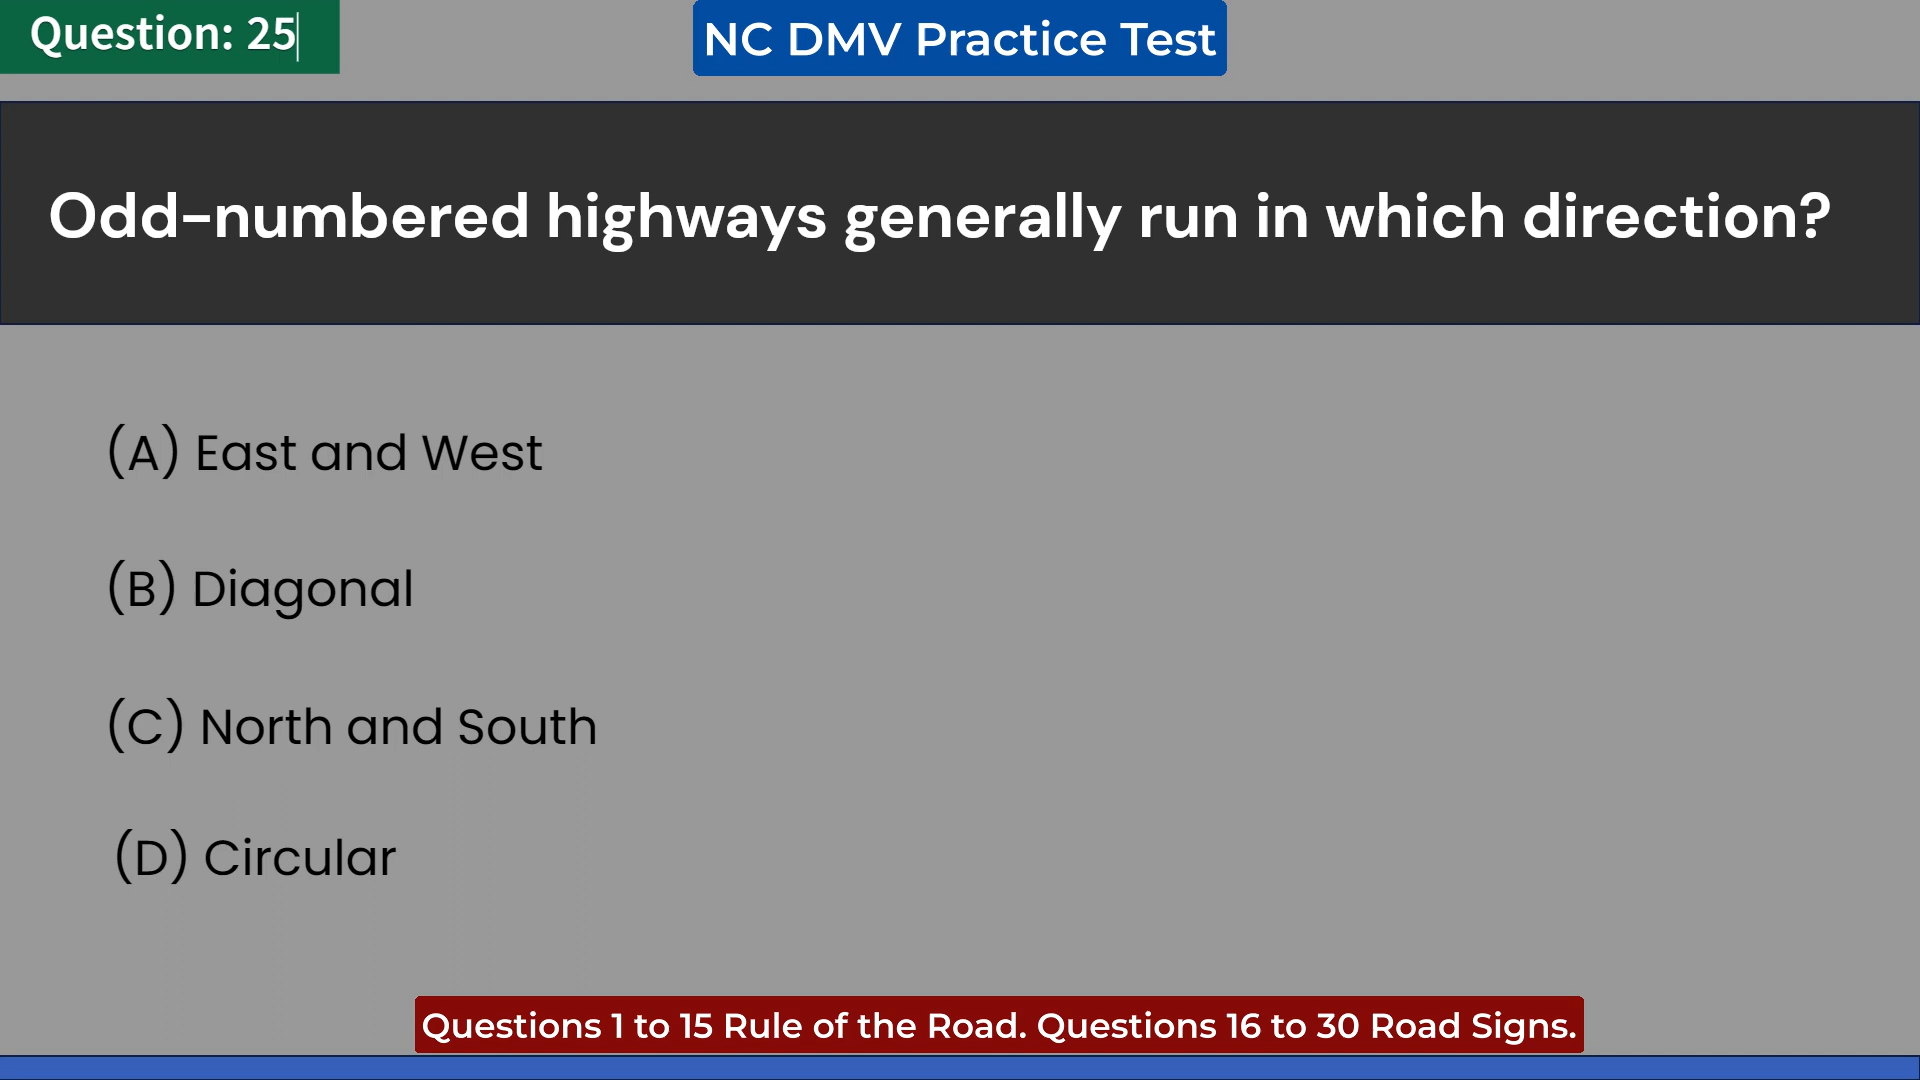 Question: 25
NC DMV Practice Test
Odd-numbered highways generally run in which direction?
(A) East and West
(B) Diagonal
(C) North and South
(D) Circular
Questions 1 to 15 Rule of the Road. Questions 16 to 30 Road Signs.